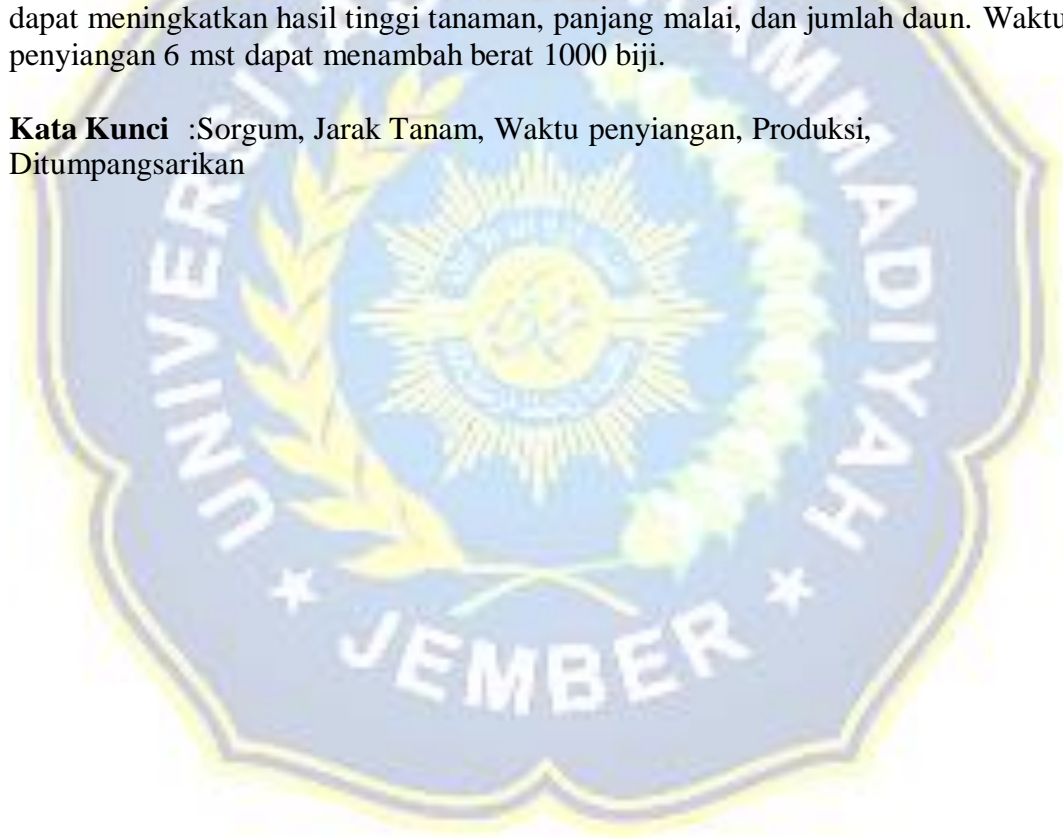 dapat meningkatkan hasil tinggi tanaman, panjang malai, dan jumlah daun. Waktu
penyiangan 6 mst dapat menambah berat 1000 biji.
Kata Kunci :Sorgum, Jarak Tanam, Waktu penyiangan, Produksi,
Ditumpangsarikan
JEMBER